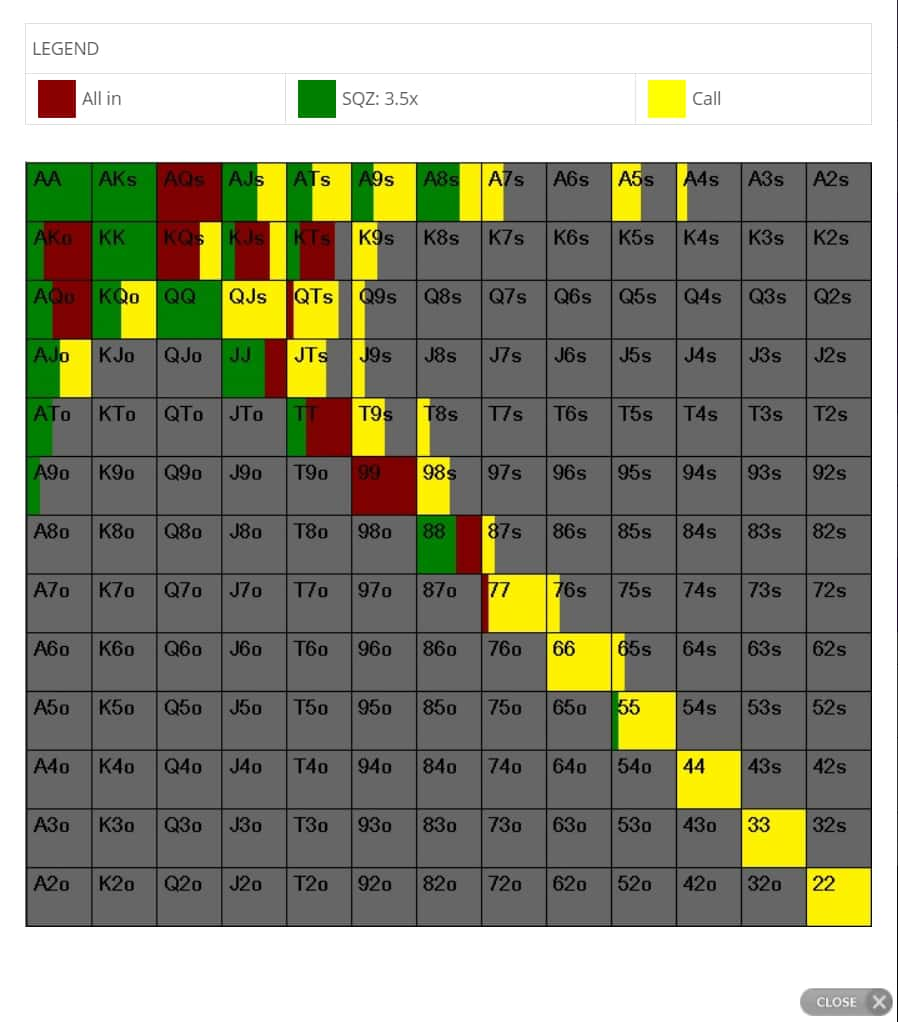 LEGEND
All in SQZ: 3.5x Call
AA AKs AQs AJs ATs A9s A8s A7s A6s A5s A4s A3s A2s
AKo KK KQs KJs KTs K9s K8s K7s K6s K5s K4s K3s K2s
AQo KQo QQ QJs QTs Q9s Q8s Q7s Q6s Q5s Q4s Q3s Q2s
AJo KJo QJo JJ JTs J9s J8s J7s J6s J5s J4s J3s J2s
ATo KTo QTo JTo TT T9s T8s T7s T6s T5s T4s T3s T2s
A9o K9o Q9o J9o T9o 99 98s 97s 96s 95s 94s 93s 92s
A8o K8o Q8o J8o T8o 98o 88 87s 86s 85s 84s 83s 82s
A7o K7o Q7o J7o T7o 97o 87o 77 76s 75s 74s 73s 72s
A6o K6o Q6o J6o T6o 96o 86o 76o 66 65s 64s 63s 62s
A5o K5o Q5o J5o T5o 95o 85o 75o 65o 55 54s 53s 52s
A4o K4o Q4o J4o T4o 94o 84o 74o 64o 54o 44 43s 42s
A3o K3o Q3o J3o T3o 93o 83o 73o 63o 53o 43o 33 32s
A2o K2o Q2o J2o T2o 92o 82o 72o 62o 52o 42o 32o 22
CLOSE